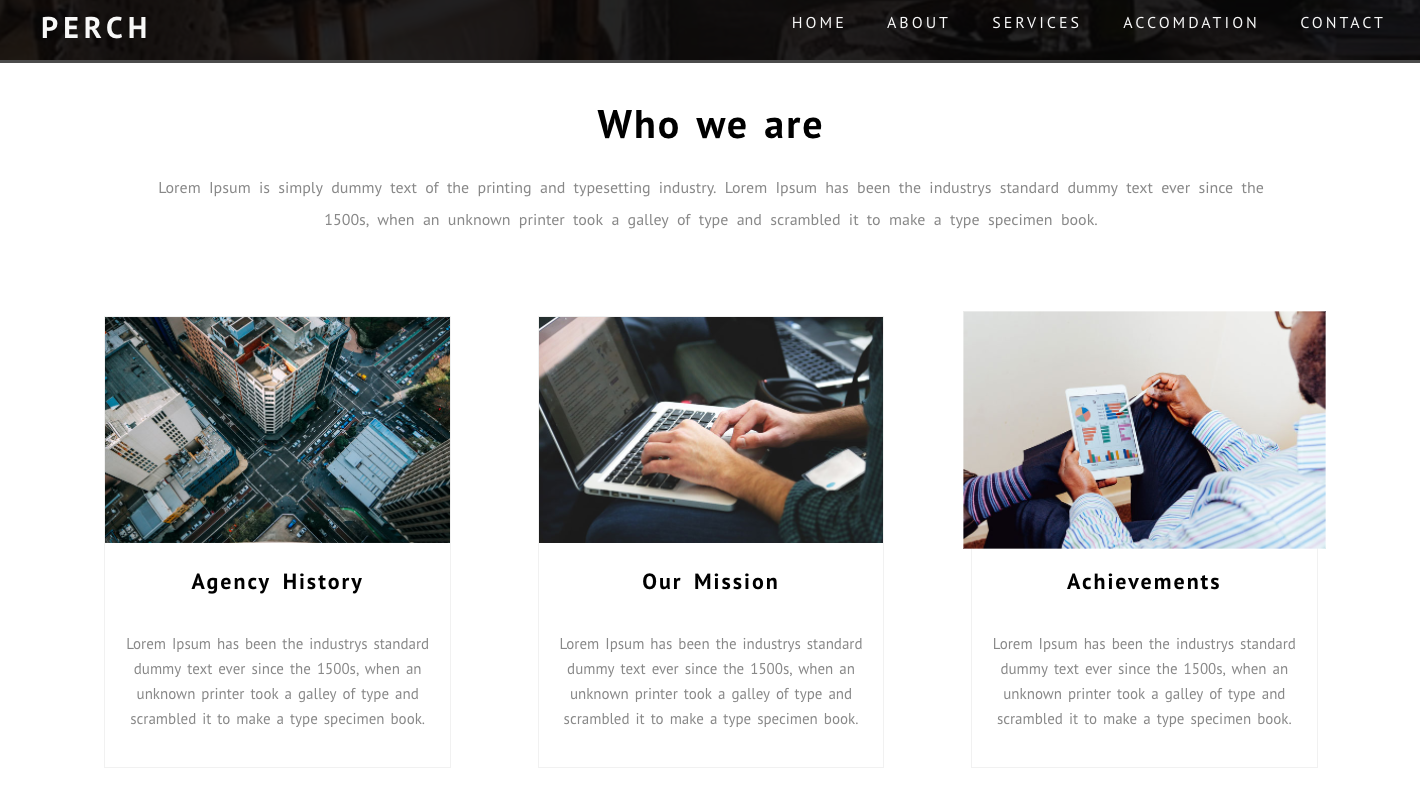 PERCH
HOME ABOUT SERVICES ACCOMDATION CONTACT
Who we are
Lorem Ipsum is simply dummy text of the printing and typesetting industry. Lorem Ipsum has been the industrys standard dummy text ever since the
1500s, when an unknown printer took a galley of type and scrambled it to make a type specimen book.
Agency History
Lorem Ipsum has been the industrys standard
dummy text ever since the 1500s, when an
unknown printer took a galley of type and
scrambled it to make a type specimen book.
Our Mission
Lorem Ipsum has been the industrys standard
dummy text ever since the 1500s, when an
unknown printer took a galley of type and
scrambled it to make a type specimen book.
Achievements
Lorem Ipsum has been the industrys standard
dummy text ever since the 1500s, when an
unknown printer took a galley of type and
scrambled it to make a type specimen book.